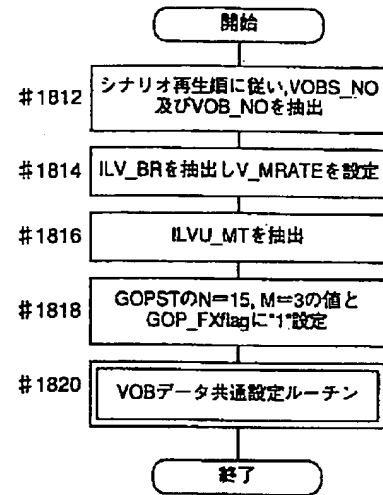 開始
#1812
シナリオ再生順に従い,VOBS_NO
及びVOB_NOを抽出
#1814
ILV_BRを抽出しV_MRATEを設定
#1816
ILVU_MTを抽出
#1818
GOPSTのN=15, M=3の値と
GOP_FXflagに"1"設定
#1820
VOBデータ共通設定ルーチン
終了